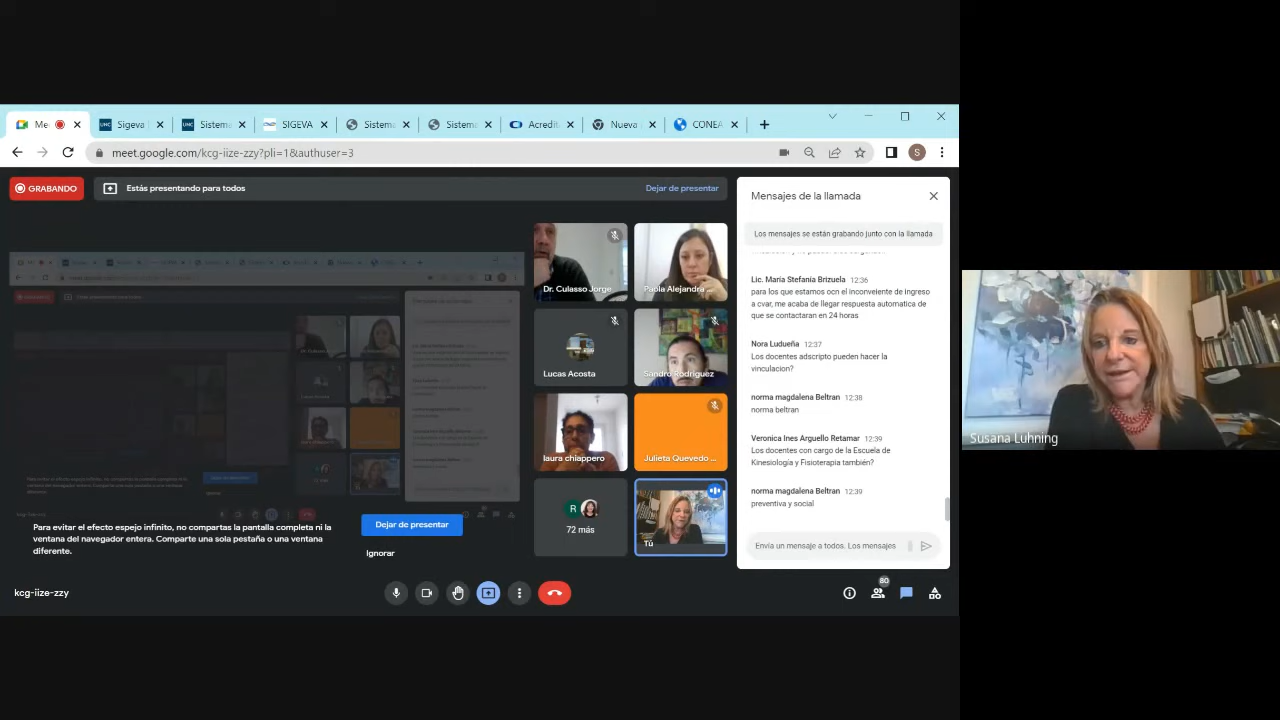 Me
Sigeva
Sistema
SIGEVA
Sistema
Sistema
Acredit
Nueva
CONEA
meet.google.com/kcg-iize-zzy?pli=1&authuser=3
S
GRABANDO
Estás presentando para todos
Dejar de presentar
Mensajes de la llamada
Los mensajes se están grabando junto con la llamada
Lic. María Stefanía Brizuela 12:36
para los que estamos ocn el inconveiente de ingreso
a cvar, me acaba de llegar respuesta automatica de
que se contactaran en 24 horas
Nora Ludueña 12:37
Los docentes adscripto pueden hacer la
vinculacion?
norma magdalena Beltran 12:38
norma beltran
Veronica Ines Arguello Retamar 12:39
Los docentes con cargo de la Escuela de
Kinesiología y Fisioterapia también?
norma magdalena Beltran 12:39
preventiva y social
Envía un mensaje a todos. Los mensajes
Dr. Culasso Jorge
Paola Alejandra ...
Lucas Acosta
Sandro Rodriguez
laura chiappero
Julieta Quevedo ...
R
72 más
Tú
Para evitar el efecto espejo infinito, no compartas la pantalla completa ni la
ventana del navegador entera. Comparte una sola pestaña o una ventana
diferente.
Dejar de presentar
Ignorar
kcg-iize-zzy
80
Susana Luhning